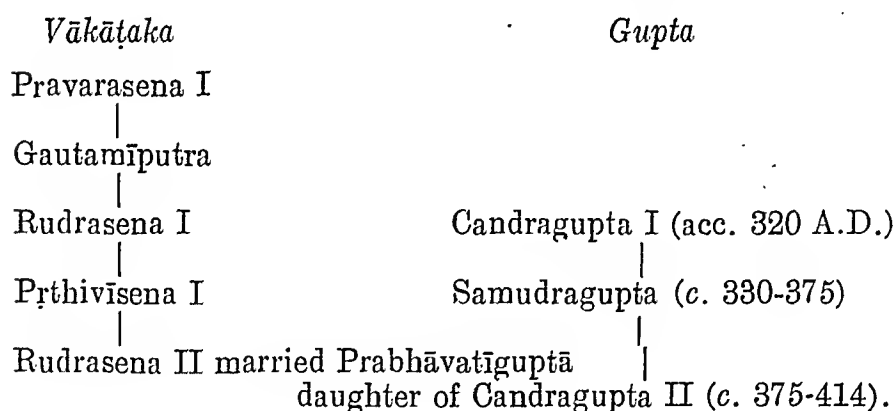 Vākāṭaka Gupta
Pravarasena I
Gautamīputra
Rudrasena I Candragupta I (acc. 320 A.D.)
Pṛthivīsena I Samudragupta (c. 330-375)
Rudrasena II married Prabhāvatīguptā
daughter of Candragupta II (c. 375-414).